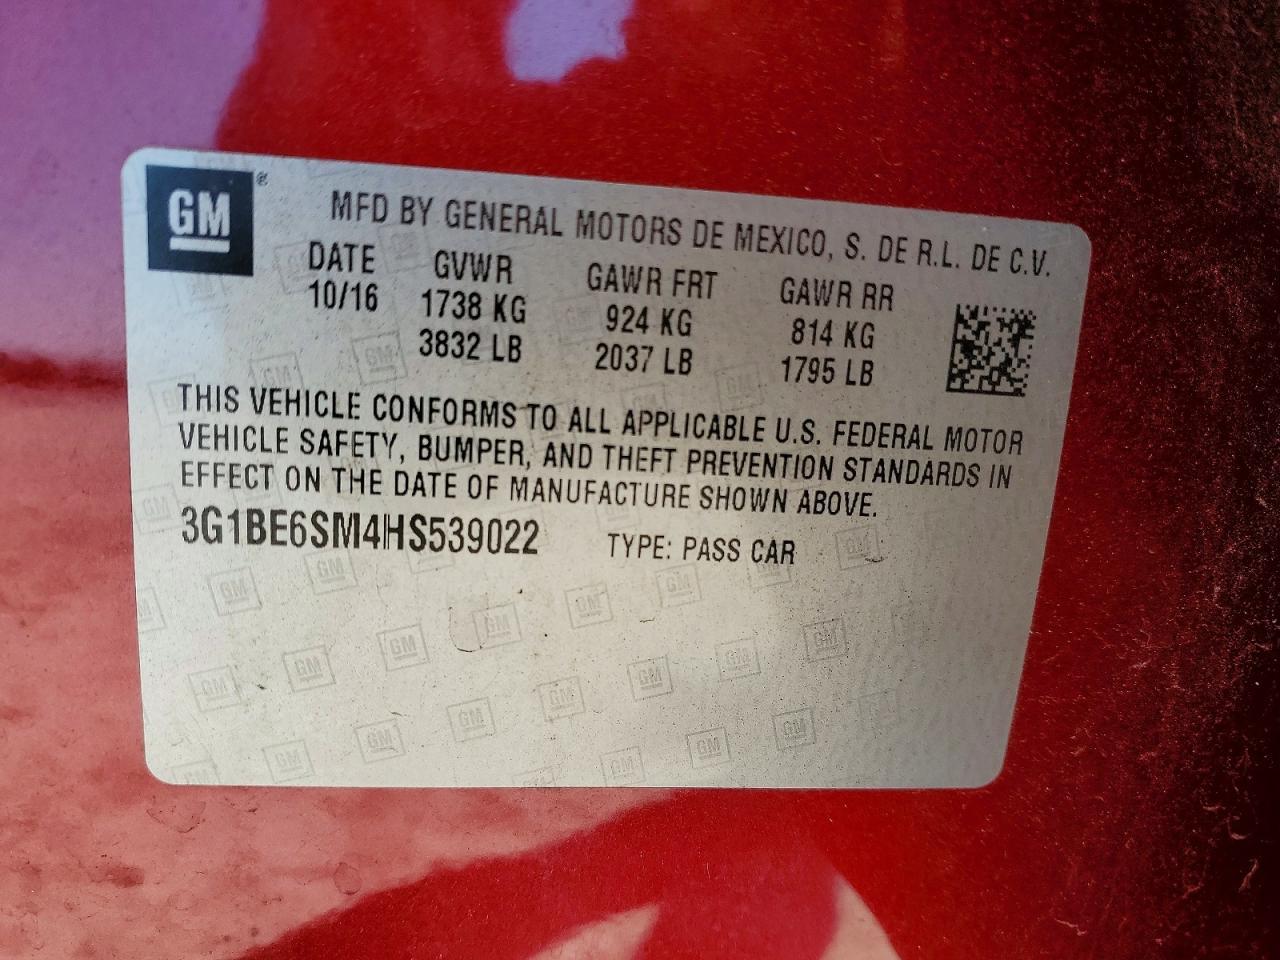 GM ®
MFD BY GENERAL MOTORS DE MEXICO, S. DE R.L. DE C.V.
DATE GVWR GAWR FRT GAWR RR
10/16 1738 KG 924 KG 814 KG
3832 LB 2037 LB 1795 LB
THIS VEHICLE CONFORMS TO ALL APPLICABLE U.S. FEDERAL MOTOR
VEHICLE SAFETY, BUMPER, AND THEFT PREVENTION STANDARDS IN
EFFECT ON THE DATE OF MANUFACTURE SHOWN ABOVE.
3G1BE6SM4HS539022 TYPE: PASS CAR